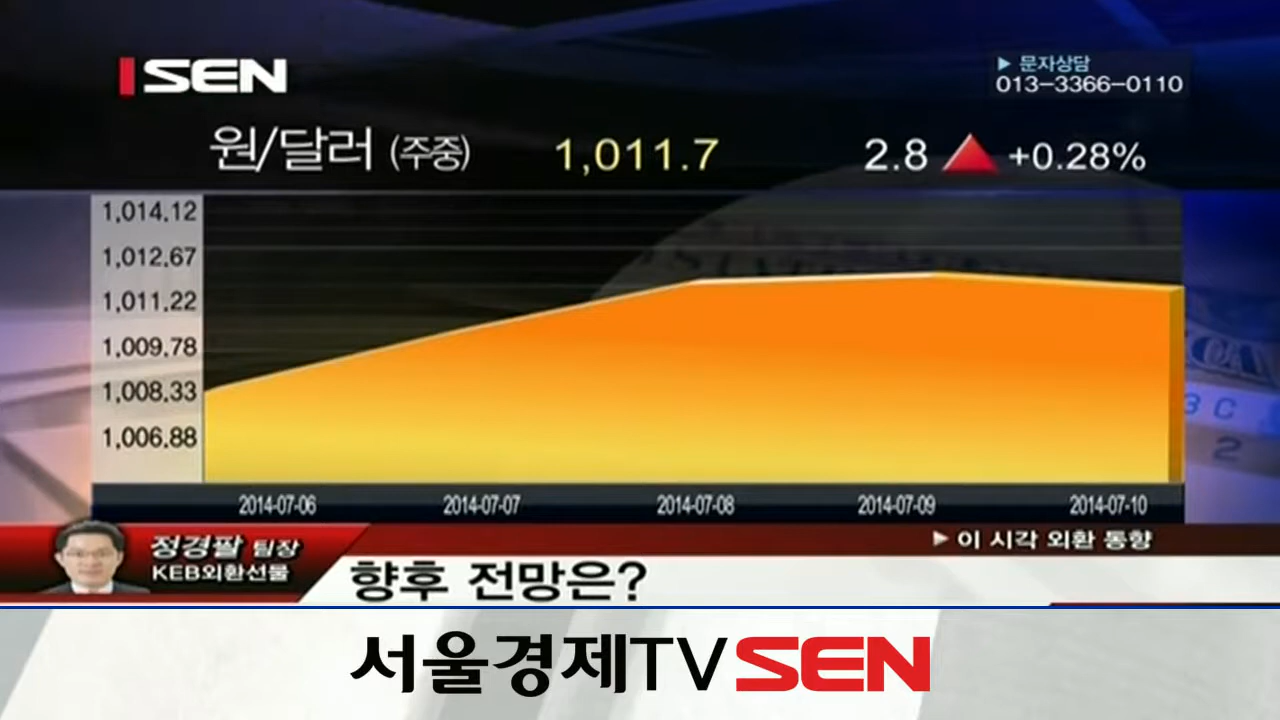 SEN
▶ 문자상담
013-3366-0110
원/달러 (주중) 1,011.7 2.8 ▲ +0.28%
1,014.12
1,012.67
1,011.22
1,009.78
1,008.33
1,006.88
2014-07-06 2014-07-07 2014-07-08 2014-07-09 2014-07-10
3 C
2
정경팔 팀장
KEB외환선물
▶ 이 시각 외환 동향
향후 전망은?
서울경제TV SEN